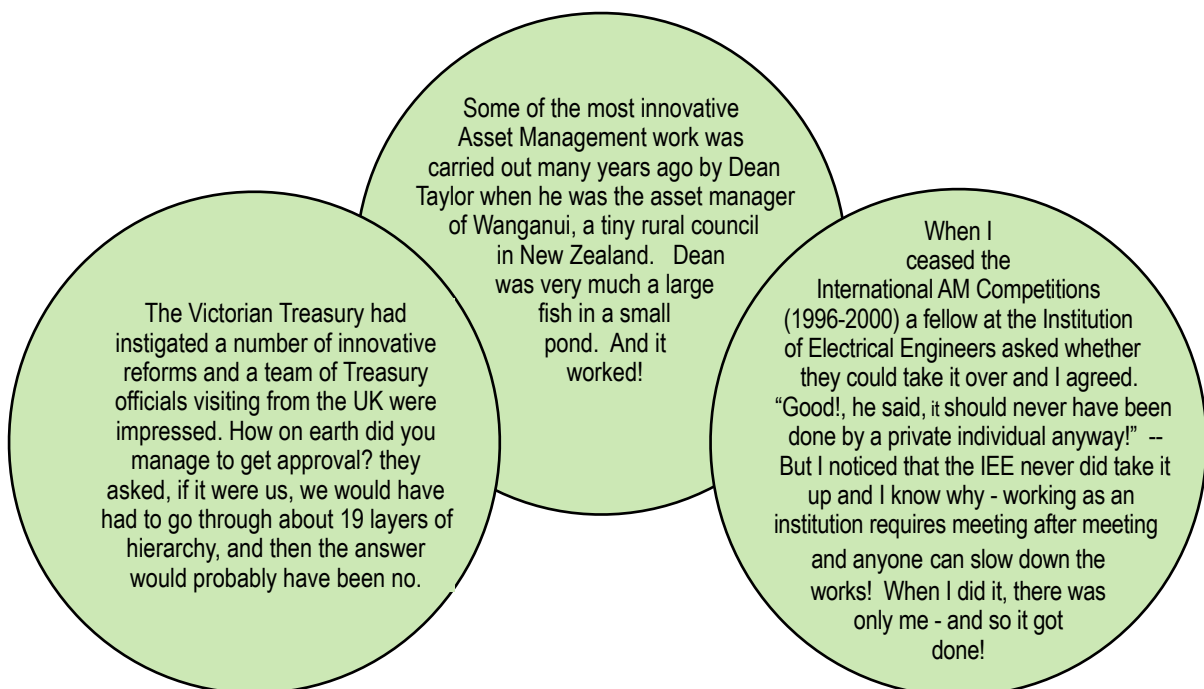 The Victorian Treasury had
instigated a number of innovative
reforms and a team of Treasury
officials visiting from the UK were
impressed. How on earth did you
manage to get approval? they
asked, if it were us, we would have
had to go through about 19 layers of
hierarchy, and then the answer
would probably have been no.
Some of the most innovative
Asset Management work was
carried out many years ago by Dean
Taylor when he was the asset manager
of Wanganui, a tiny rural council
in New Zealand. Dean
was very much a large
fish in a small
pond. And it
worked!
When I
ceased the
International AM Competitions
(1996-2000) a fellow at the Institution
of Electrical Engineers asked whether
they could take it over and I agreed.
“Good!, he said, it should never have been
done by a private individual anyway!” --
But I noticed that the IEE never did take it
up and I know why - working as an
institution requires meeting after meeting
and anyone can slow down the
works! When I did it, there was
only me - and so it got
done!